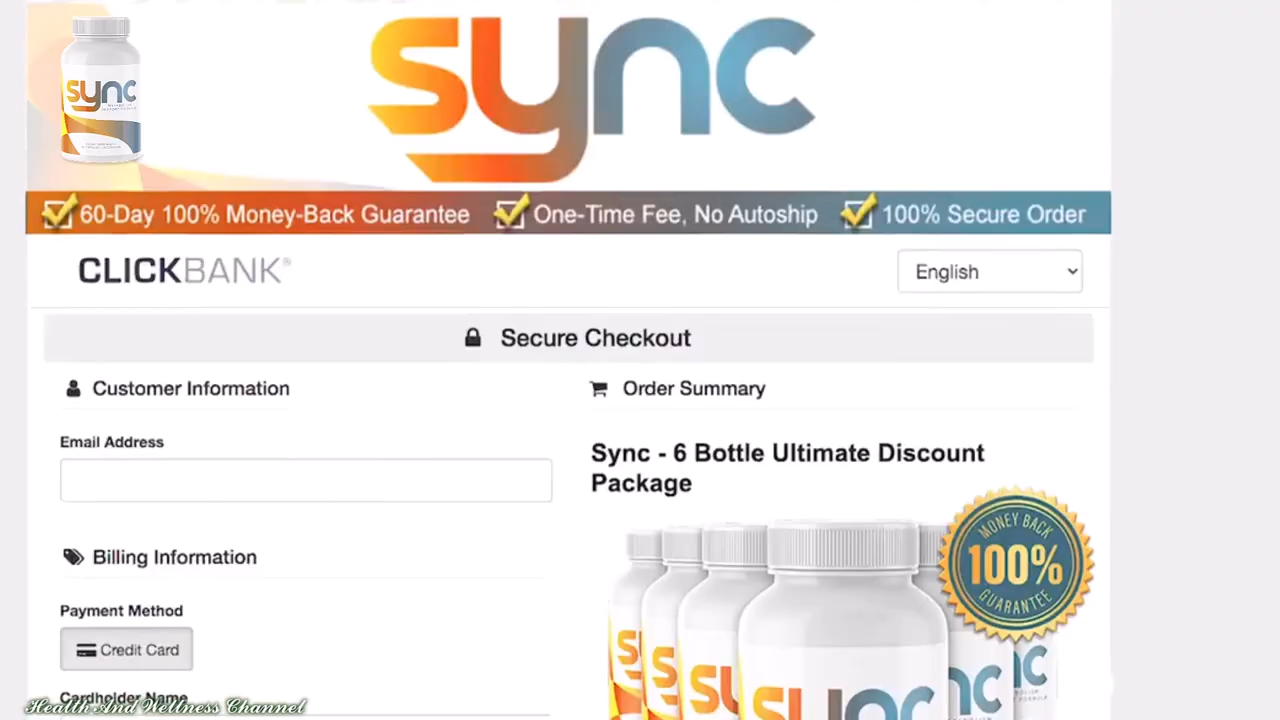 sync
sync
60-Day 100% Money-Back Guarantee
One-Time Fee, No Autoship
100% Secure Order
CLICKBANK®
English
Secure Checkout
Customer Information
Order Summary
Email Address
Sync - 6 Bottle Ultimate Discount
Package
MONEY BACK
100%
GUARANTEE
Billing Information
Payment Method
Credit Card
Cardholder Name
sync
Health And Wellness Channel